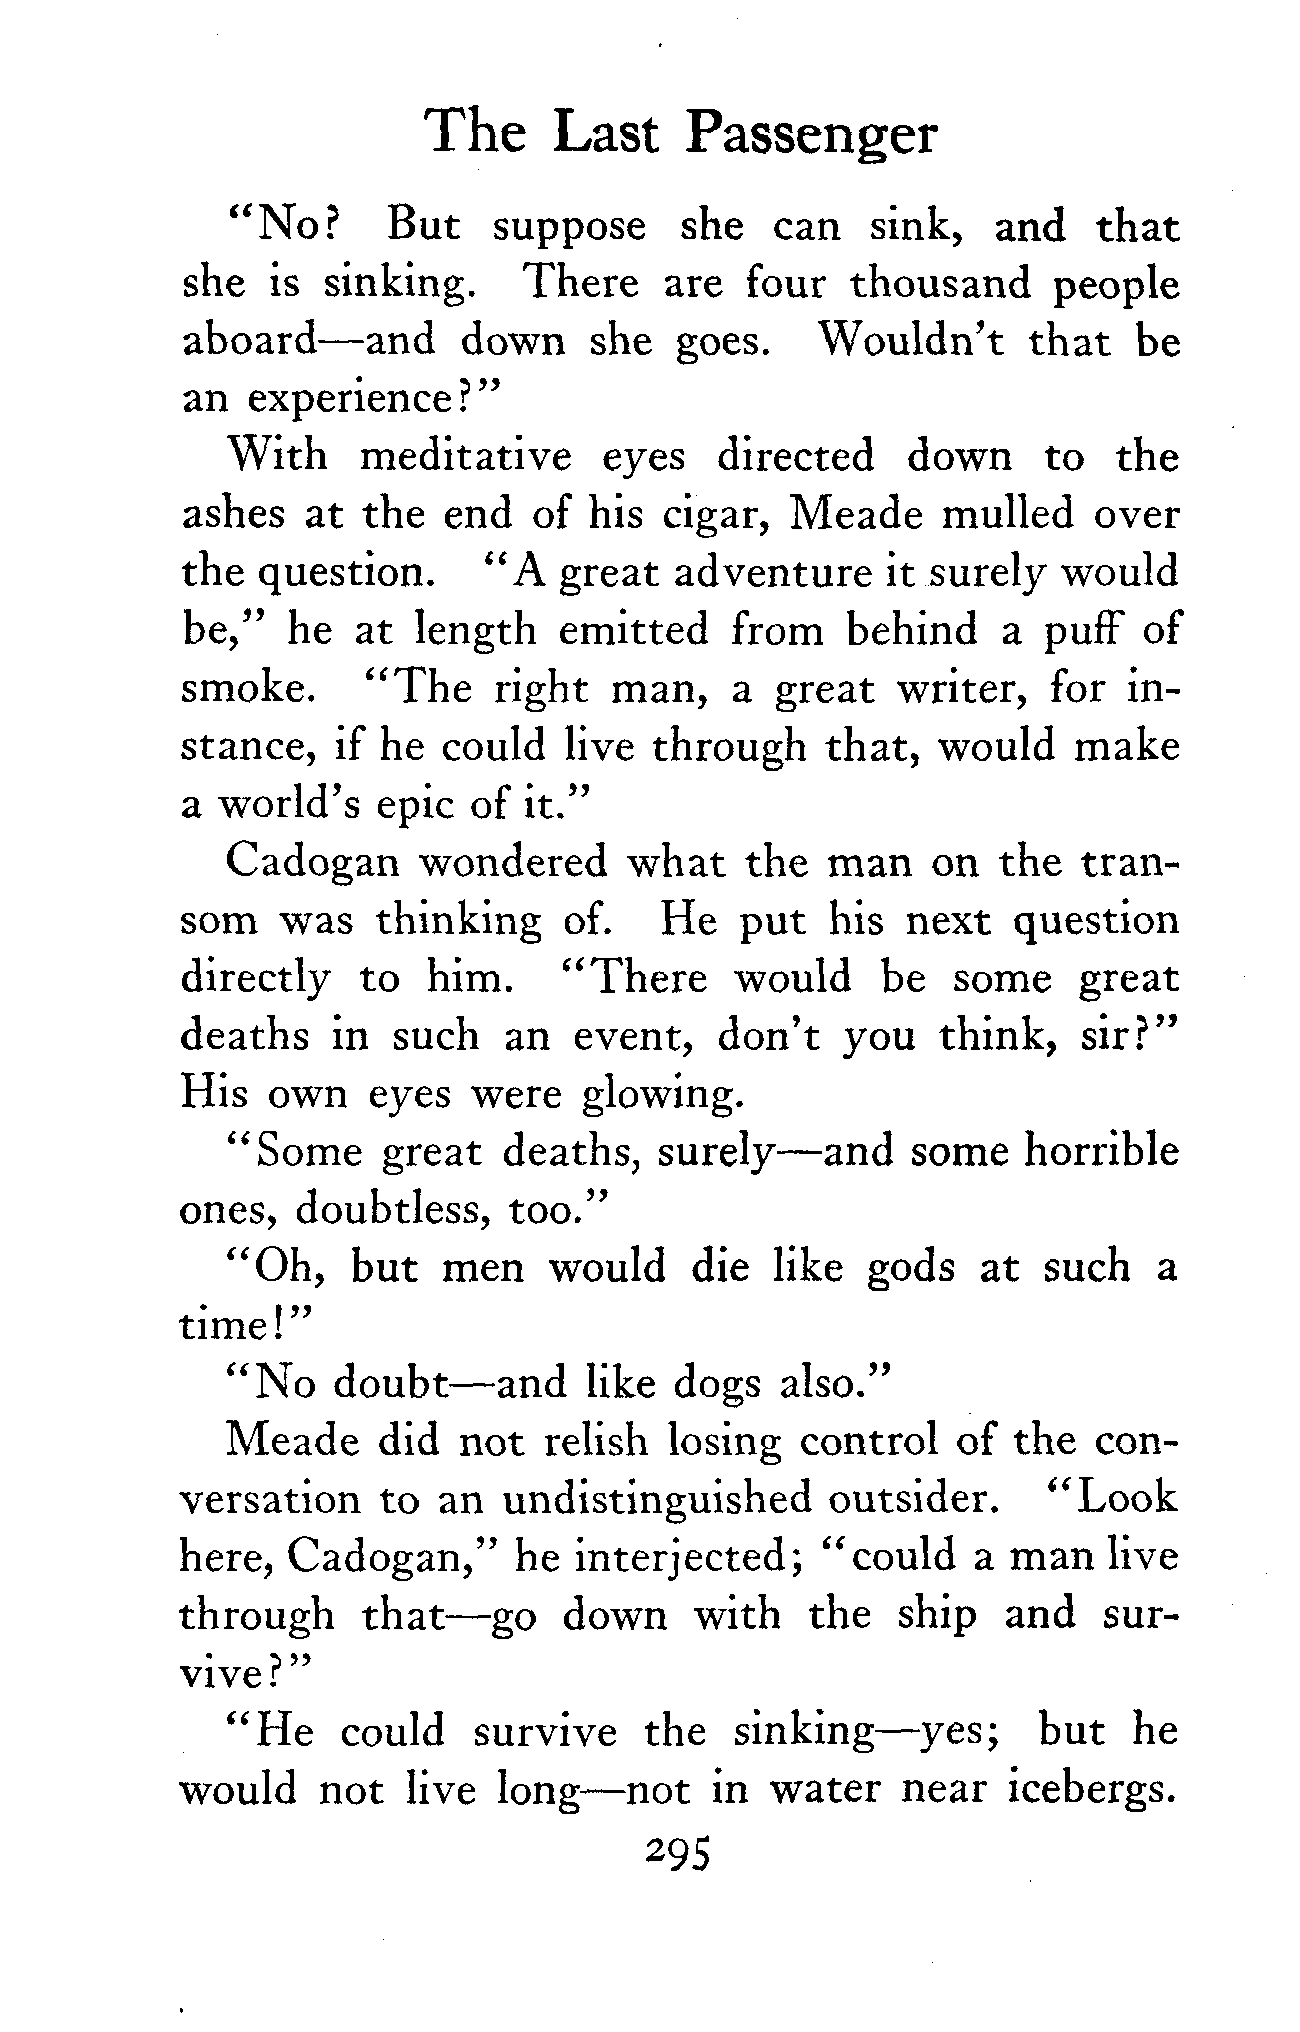 The Last Passenger
“No? But suppose she can sink, and that
she is sinking. There are four thousand people
aboard—and down she goes. Wouldn’t that be
an experience?”
With meditative eyes directed down to the
ashes at the end of his cigar, Meade mulled over
the question. “A great adventure it surely would
be,” he at length emitted from behind a puff of
smoke. “The right man, a great writer, for in-
stance, if he could live through that, would make
a world’s epic of it.”
Cadogan wondered what the man on the tran-
som was thinking of. He put his next question
directly to him. “There would be some great
deaths in such an event, don’t you think, sir?”
His own eyes were glowing.
“Some great deaths, surely—and some horrible
ones, doubtless, too.”
“Oh, but men would die like gods at such a
time!”
“No doubt—and like dogs also.”
Meade did not relish losing control of the con-
versation to an undistinguished outsider. “Look
here, Cadogan,” he interjected; “could a man live
through that—go down with the ship and sur-
vive?”
“He could survive the sinking—yes; but he
would not live long—not in water near icebergs.
295